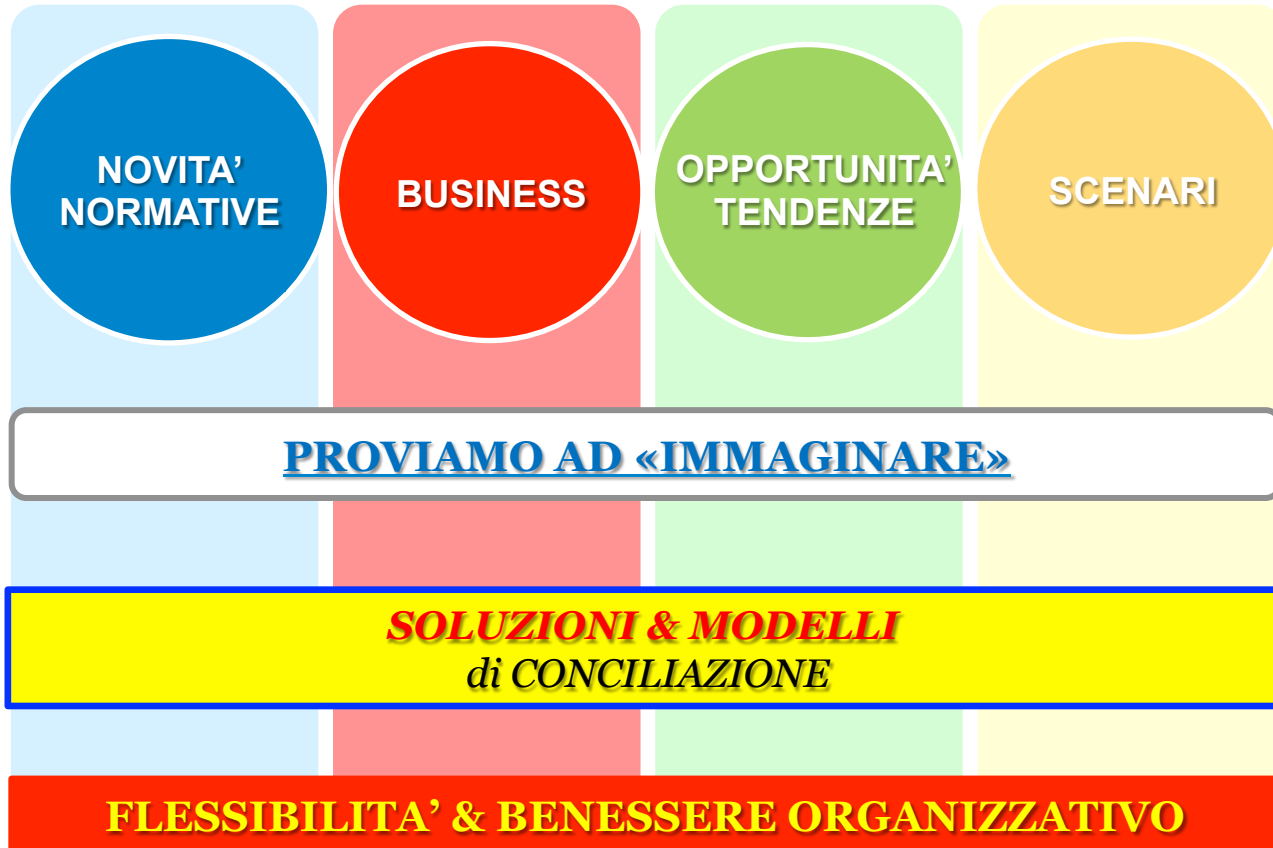 NOVITA’
NORMATIVE
BUSINESS
OPPORTUNITA’
TENDENZE
SCENARI
PROVIAMO AD «IMMAGINARE»
SOLUZIONI & MODELLI
di CONCILIAZIONE
FLESSIBILITA’ & BENESSERE ORGANIZZATIVO